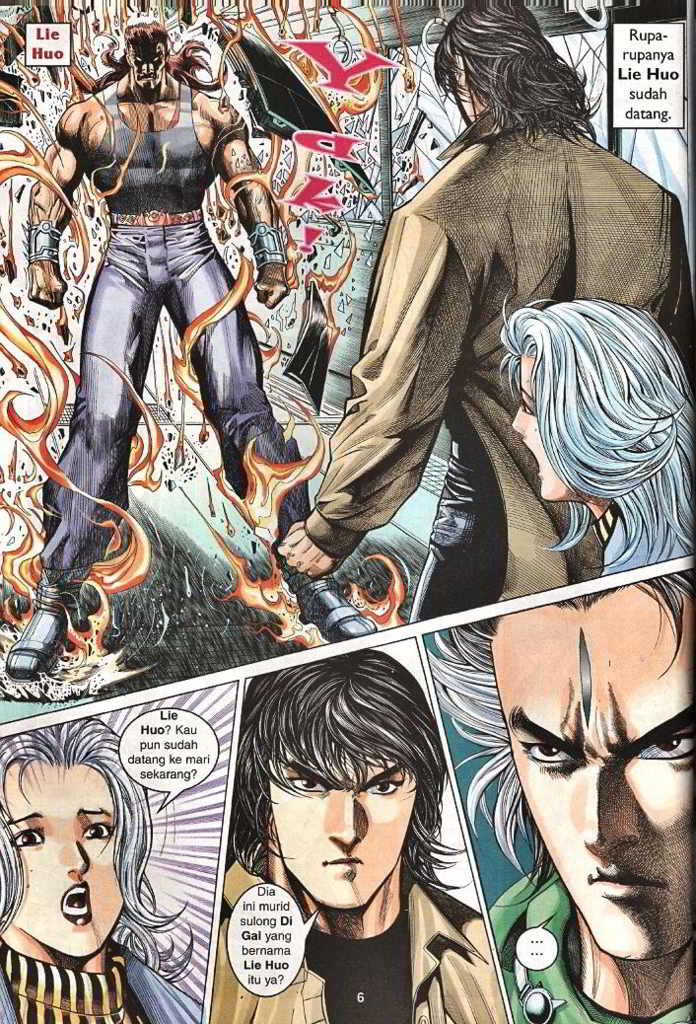 Lie
Huo
Rupa-
rupanya
Lie Huo
sudah
datang.
Lie
Huo? Kau
pun sudah
datang ke mari
sekarang?
Dia
ini murid
sulong Di
Gai yang
bernama
Lie Huo
itu ya?
...
...
6